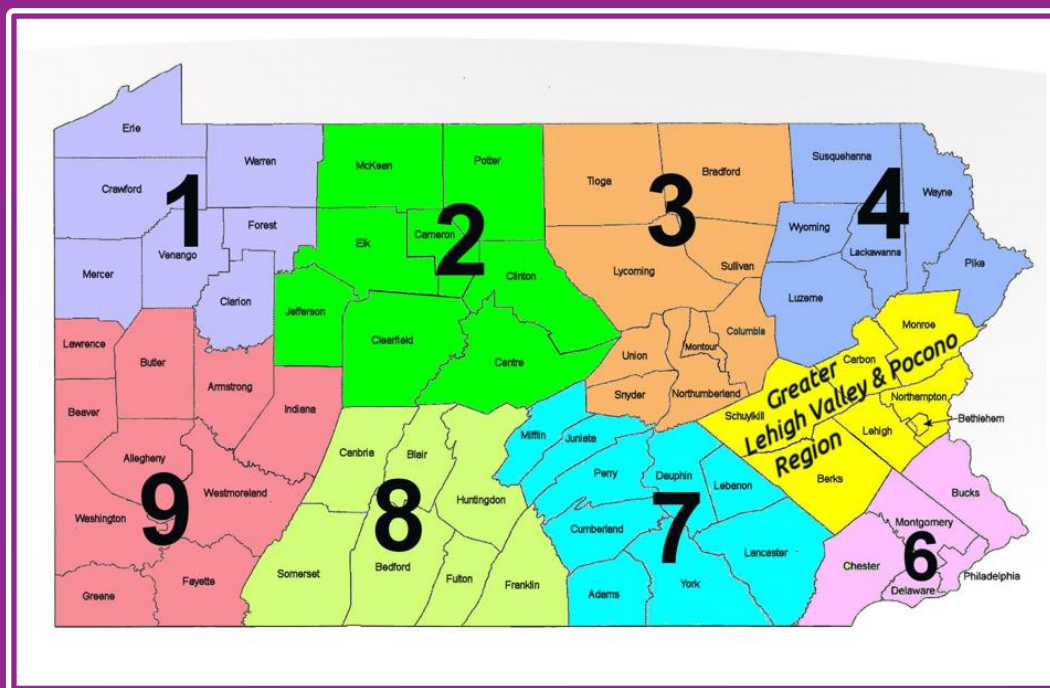 Erie
Warren
McKean
Potter
Tioga
Bradford
Susquehanna
Wayne
Crawford
1
2
3
4
Forest
Cameron
Elk
Wyoming
Lackawanna
Venango
Mercer
Clinton
Lycoming
Sullivan
Pike
Clarion
Jefferson
Luzerne
Monroe
Columbia
Lawrence
Clearfield
Centre
Union
Montour
Carbon
Butler
Armstrong
Snyder
Northumberland
Greater
Lehigh Valley & Pocono
Region
Northampton
Beaver
Indiana
Schuylkill
Bethlehem
Lehigh
Mifflin
Juniata
Allegheny
Cambria
Blair
Perry
Dauphin
Lebanon
Berks
9
Westmoreland
Huntingdon
Bucks
Washington
8
Cumberland
7
Montgomery
Lancaster
Chester
6
Philadelphia
Somerset
Bedford
Fulton
Franklin
Adams
York
Delaware
Greene
Fayette